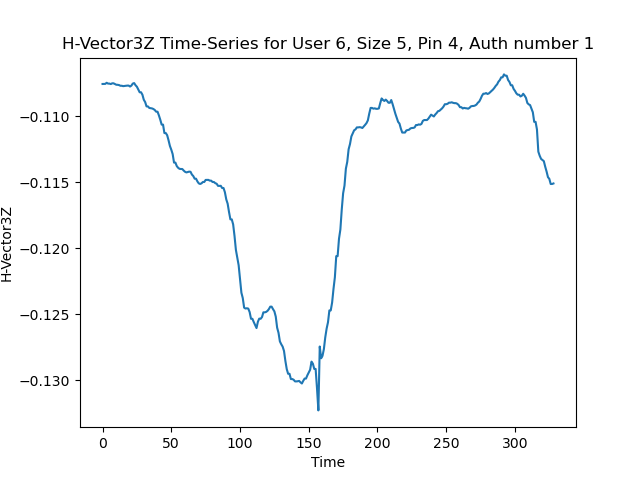 H-Vector3Z Time-Series for User 6, Size 5, Pin 4, Auth number 1
H-Vector3Z
−0.110
−0.115
−0.120
−0.125
−0.130
0 50 100 150 200 250 300
Time